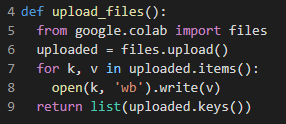 4 def upload_files():
5   from google.colab import files
6   uploaded = files.upload()
7   for k, v in uploaded.items():
8     open(k, 'wb').write(v)
9   return list(uploaded.keys())